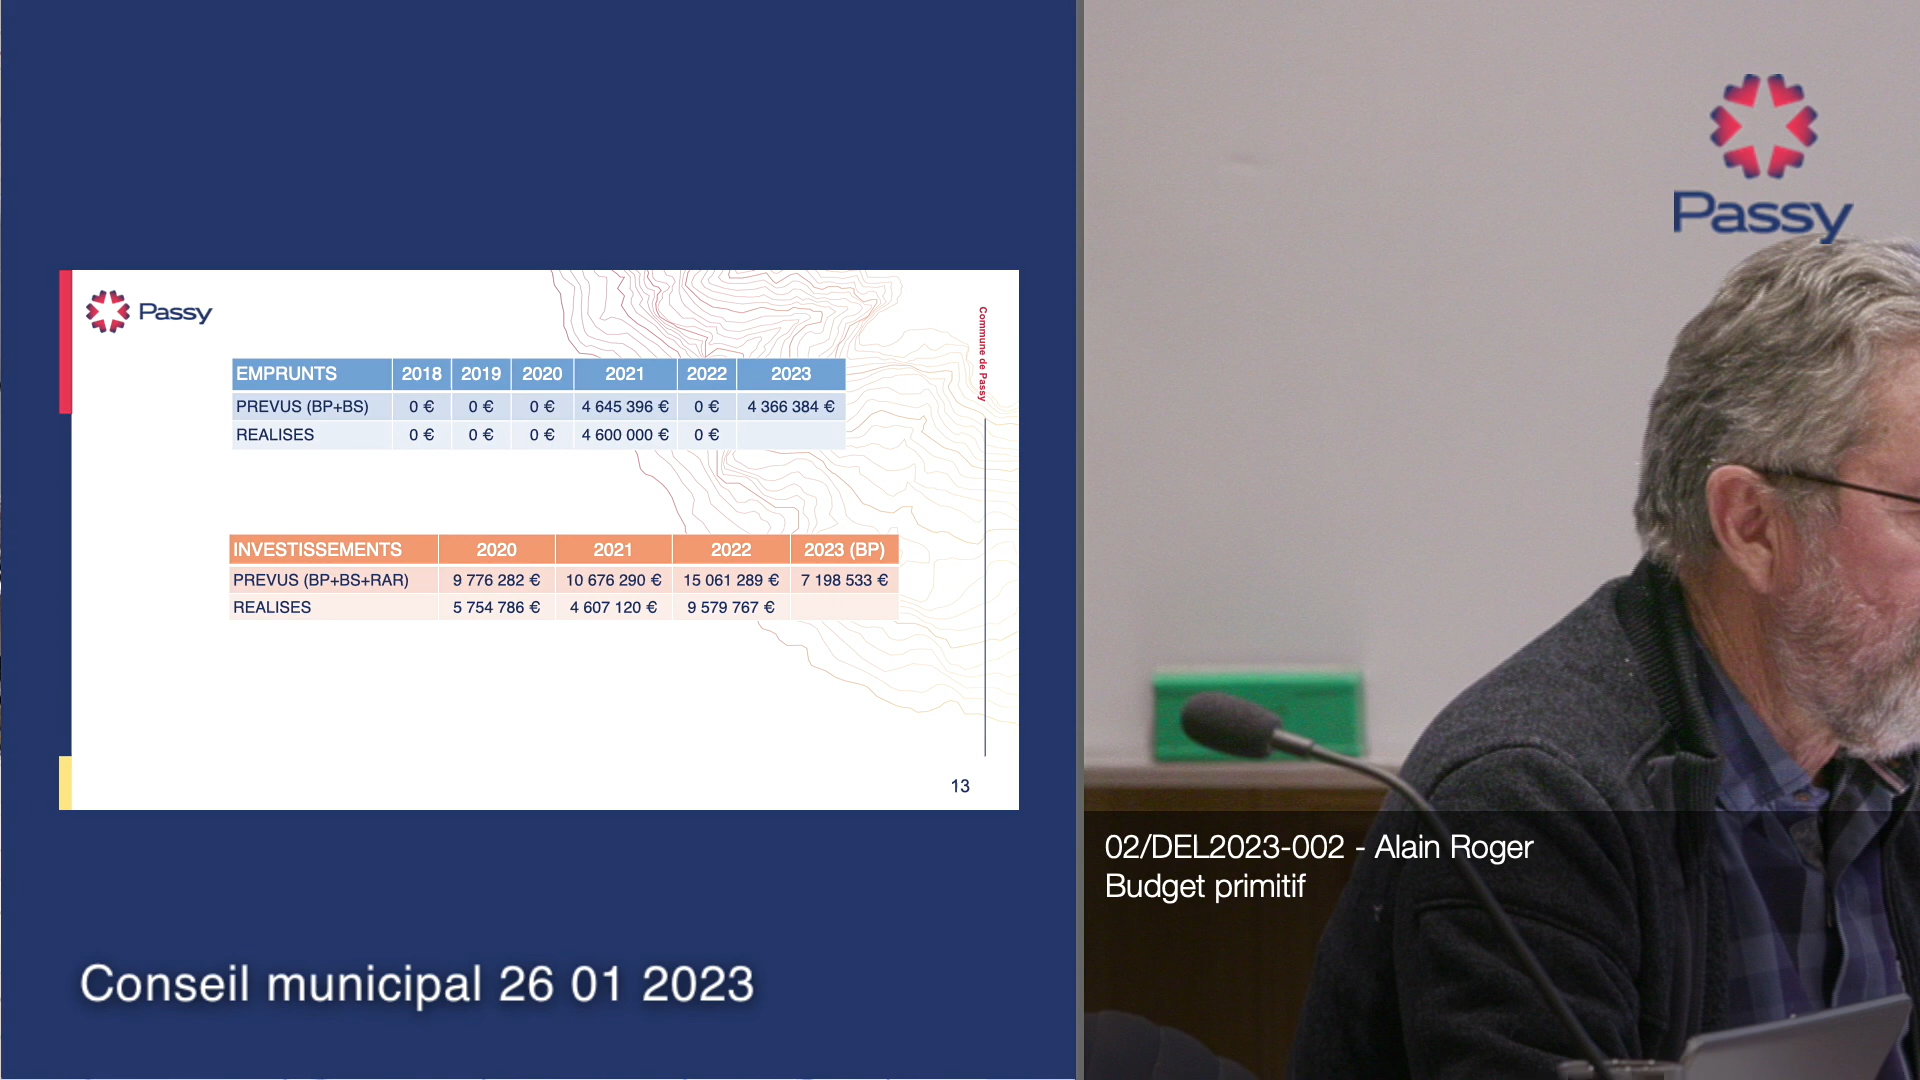 Passy
Commune de Passy
EMPRUNTS 2018 2019 2020 2021 2022 2023
PREVUS (BP+BS) 0 € 0 € 0 € 4 645 396 € 0 € 4 366 384 €
REALISES 0 € 0 € 0 € 4 600 000 € 0 €
INVESTISSEMENTS 2020 2021 2022 2023 (BP)
PREVUS (BP+BS+RAR) 9 776 282 € 10 676 290 € 15 061 289 € 7 198 533 €
REALISES 5 754 786 € 4 607 120 € 9 579 767 €
13
Conseil municipal 26 01 2023
Passy
02/DEL2023-002 - Alain Roger
Budget primitif